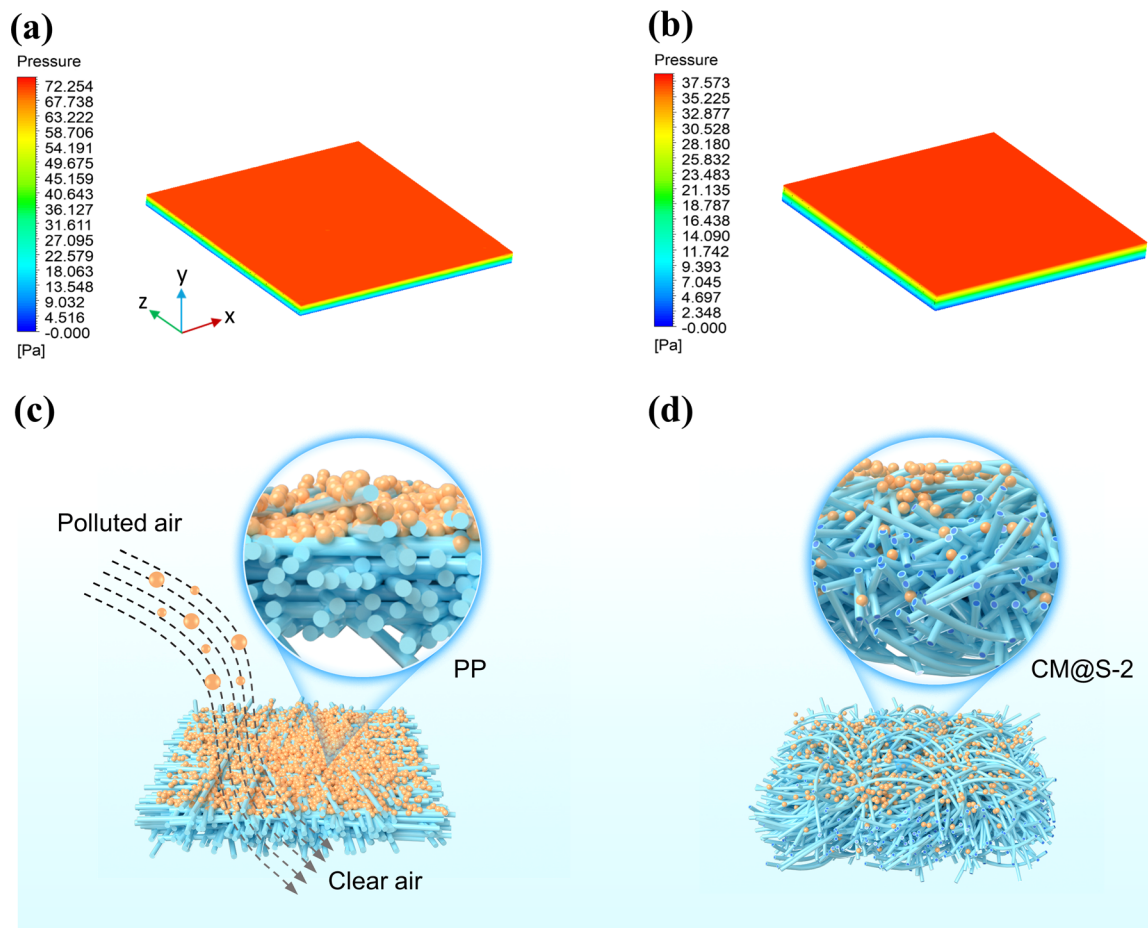 (a)
Pressure
72.254
67.738
63.222
58.706
54.191
49.675
45.159
40.643
36.127
31.611
27.095
22.579
18.063
13.548
9.032
4.516
-0.000
[Pa]
y
z
x
(b)
Pressure
37.573
35.225
32.877
30.528
28.180
25.832
23.483
21.135
18.787
16.438
14.090
11.742
9.393
7.045
4.697
2.348
-0.000
[Pa]
(c)
Polluted air
PP
Clear air
(d)
CM@S-2